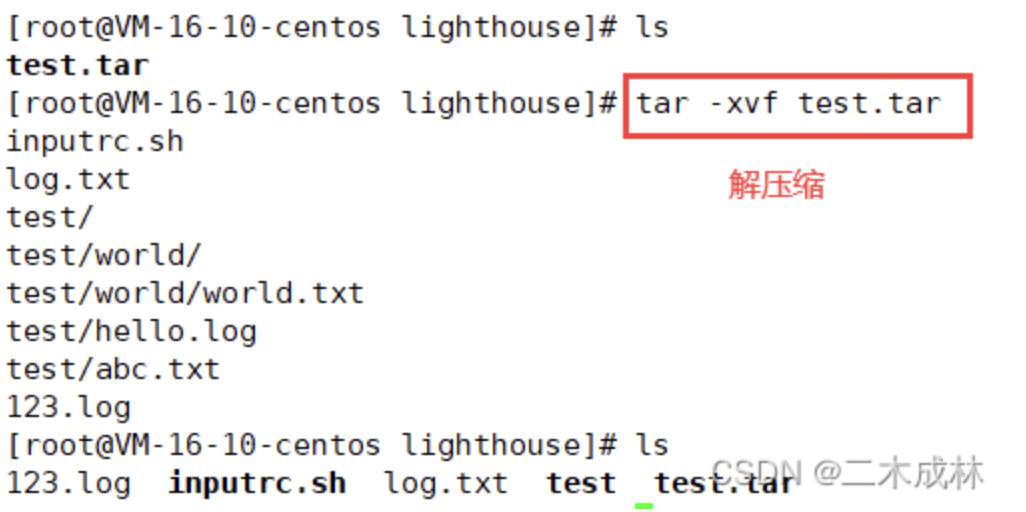 [root@VM-16-10-centos lighthouse]# ls
test.tar
[root@VM-16-10-centos lighthouse]# tar -xvf test.tar
inputrc.sh
log.txt
解压缩
test/
test/world/
test/world/world.txt
test/hello.log
test/abc.txt
123.log
[root@VM-16-10-centos lighthouse]# ls
123.log inputrc.sh log.txt test test.tar
CSDN @二木成林